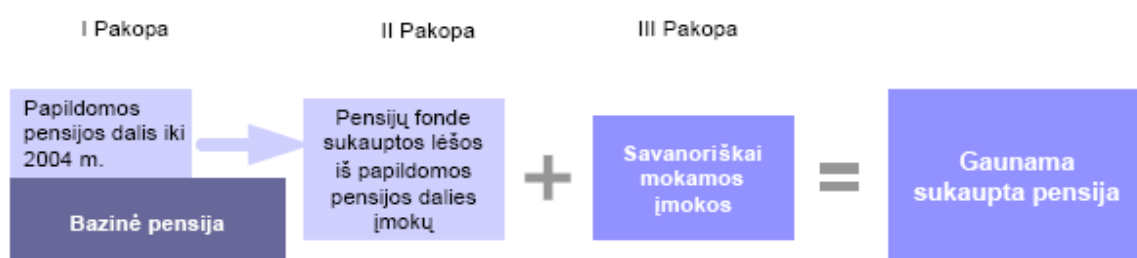 I Pakopa
II Pakopa
III Pakopa
Papildomos
pensijos dalis iki
2004 m.
Bazinė pensija
Pensijų fonde
sukauptos lėšos
iš papildomos
pensijos dalies
įmokų
+
Savanoriškai
mokamos
įmokos
=
Gaunama
sukaupta pensija